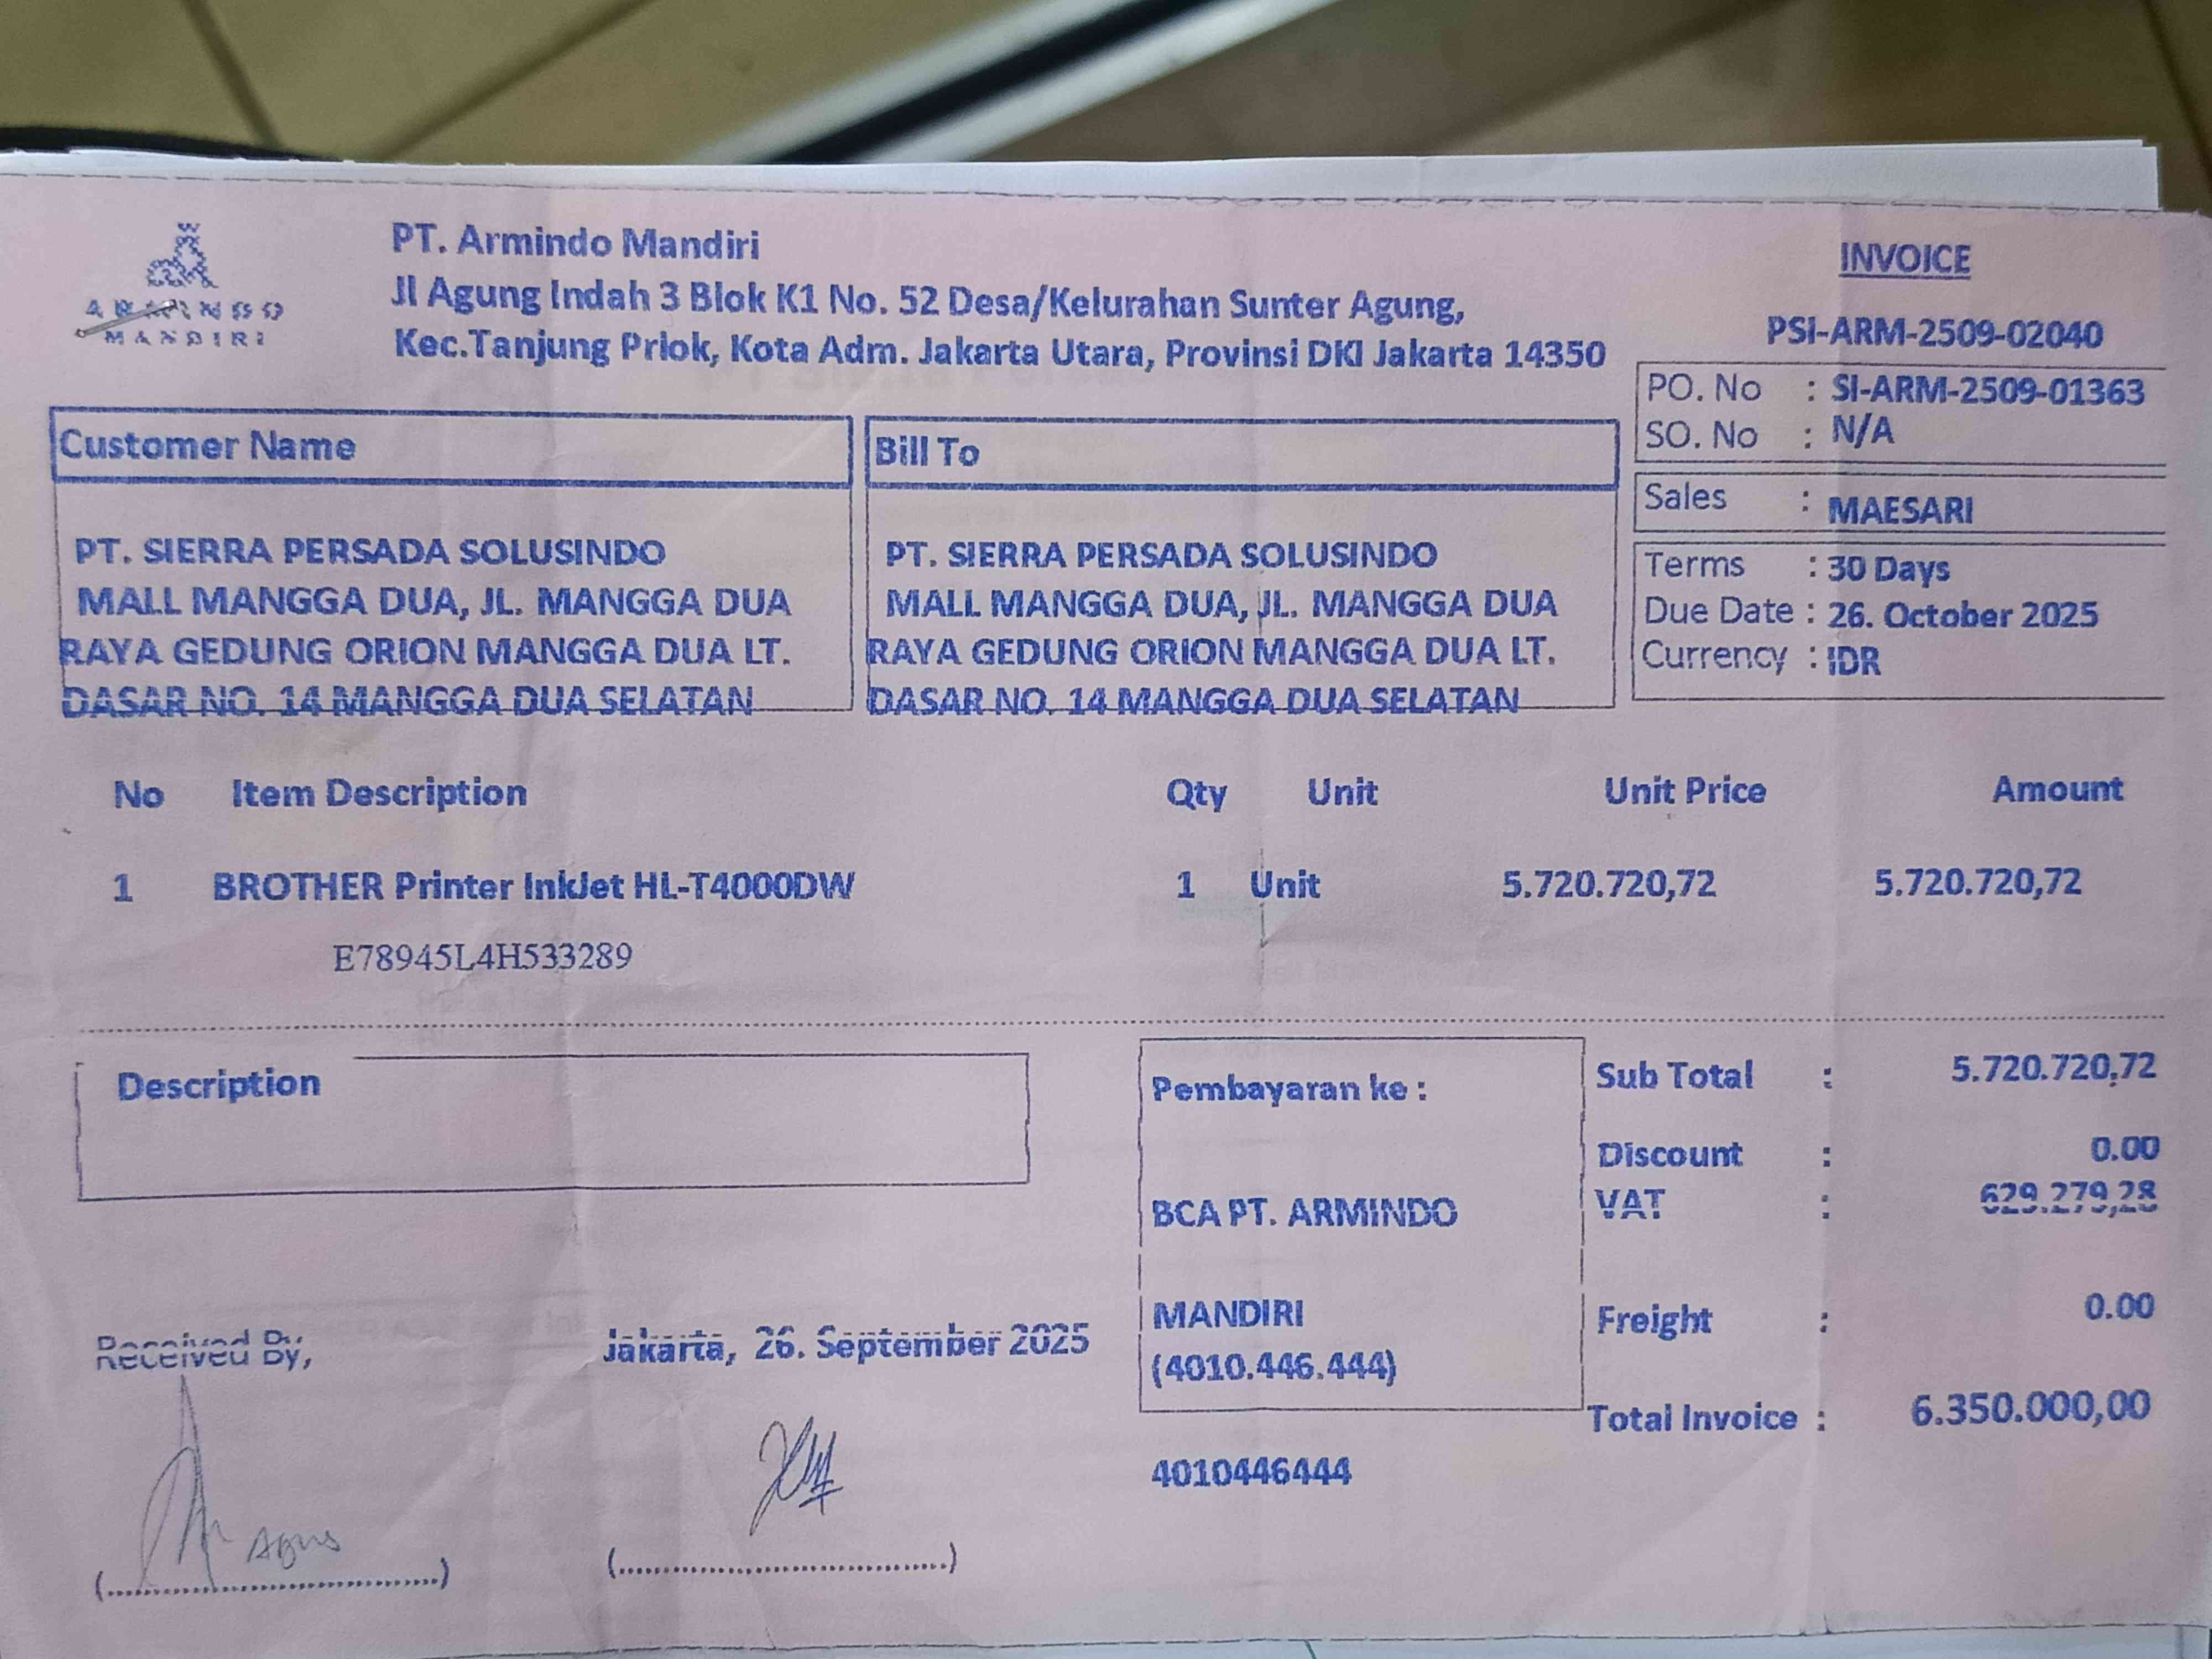 ARMINDO
MANDIRI
PT. Armindo Mandiri
Jl Agung Indah 3 Blok K1 No. 52 Desa/Kelurahan Sunter Agung,
Kec.Tanjung Priok, Kota Adm. Jakarta Utara, Provinsi DKI Jakarta 14350
INVOICE
PSI-ARM-2509-02040
PO. No : SI-ARM-2509-01363
SO. No : N/A
Sales : MAESARI
Terms : 30 Days
Due Date : 26. October 2025
Currency : IDR
Customer Name
PT. SIERRA PERSADA SOLUSINDO
MALL MANGGA DUA, JL. MANGGA DUA
RAYA GEDUNG ORION MANGGA DUA LT.
DASAR NO. 14 MANGGA DUA SELATAN
Bill To
PT. SIERRA PERSADA SOLUSINDO
MALL MANGGA DUA, JL. MANGGA DUA
RAYA GEDUNG ORION MANGGA DUA LT.
DASAR NO. 14 MANGGA DUA SELATAN
No Item Description Qty Unit Unit Price Amount
1 BROTHER Printer InkJet HL-T4000DW 1 Unit 5.720.720,72 5.720.720,72
E78945L4H533289
Description
Pembayaran ke :
BCA PT. ARMINDO
MANDIRI
(4010.446.444)
4010446444
Sub Total : 5.720.720,72
Discount : 0.00
VAT : 629.279,28
Freight : 0.00
Total Invoice : 6.350.000,00
Received By,
Agus
(....................................)
Jakarta, 26. September 2025
(....................................)